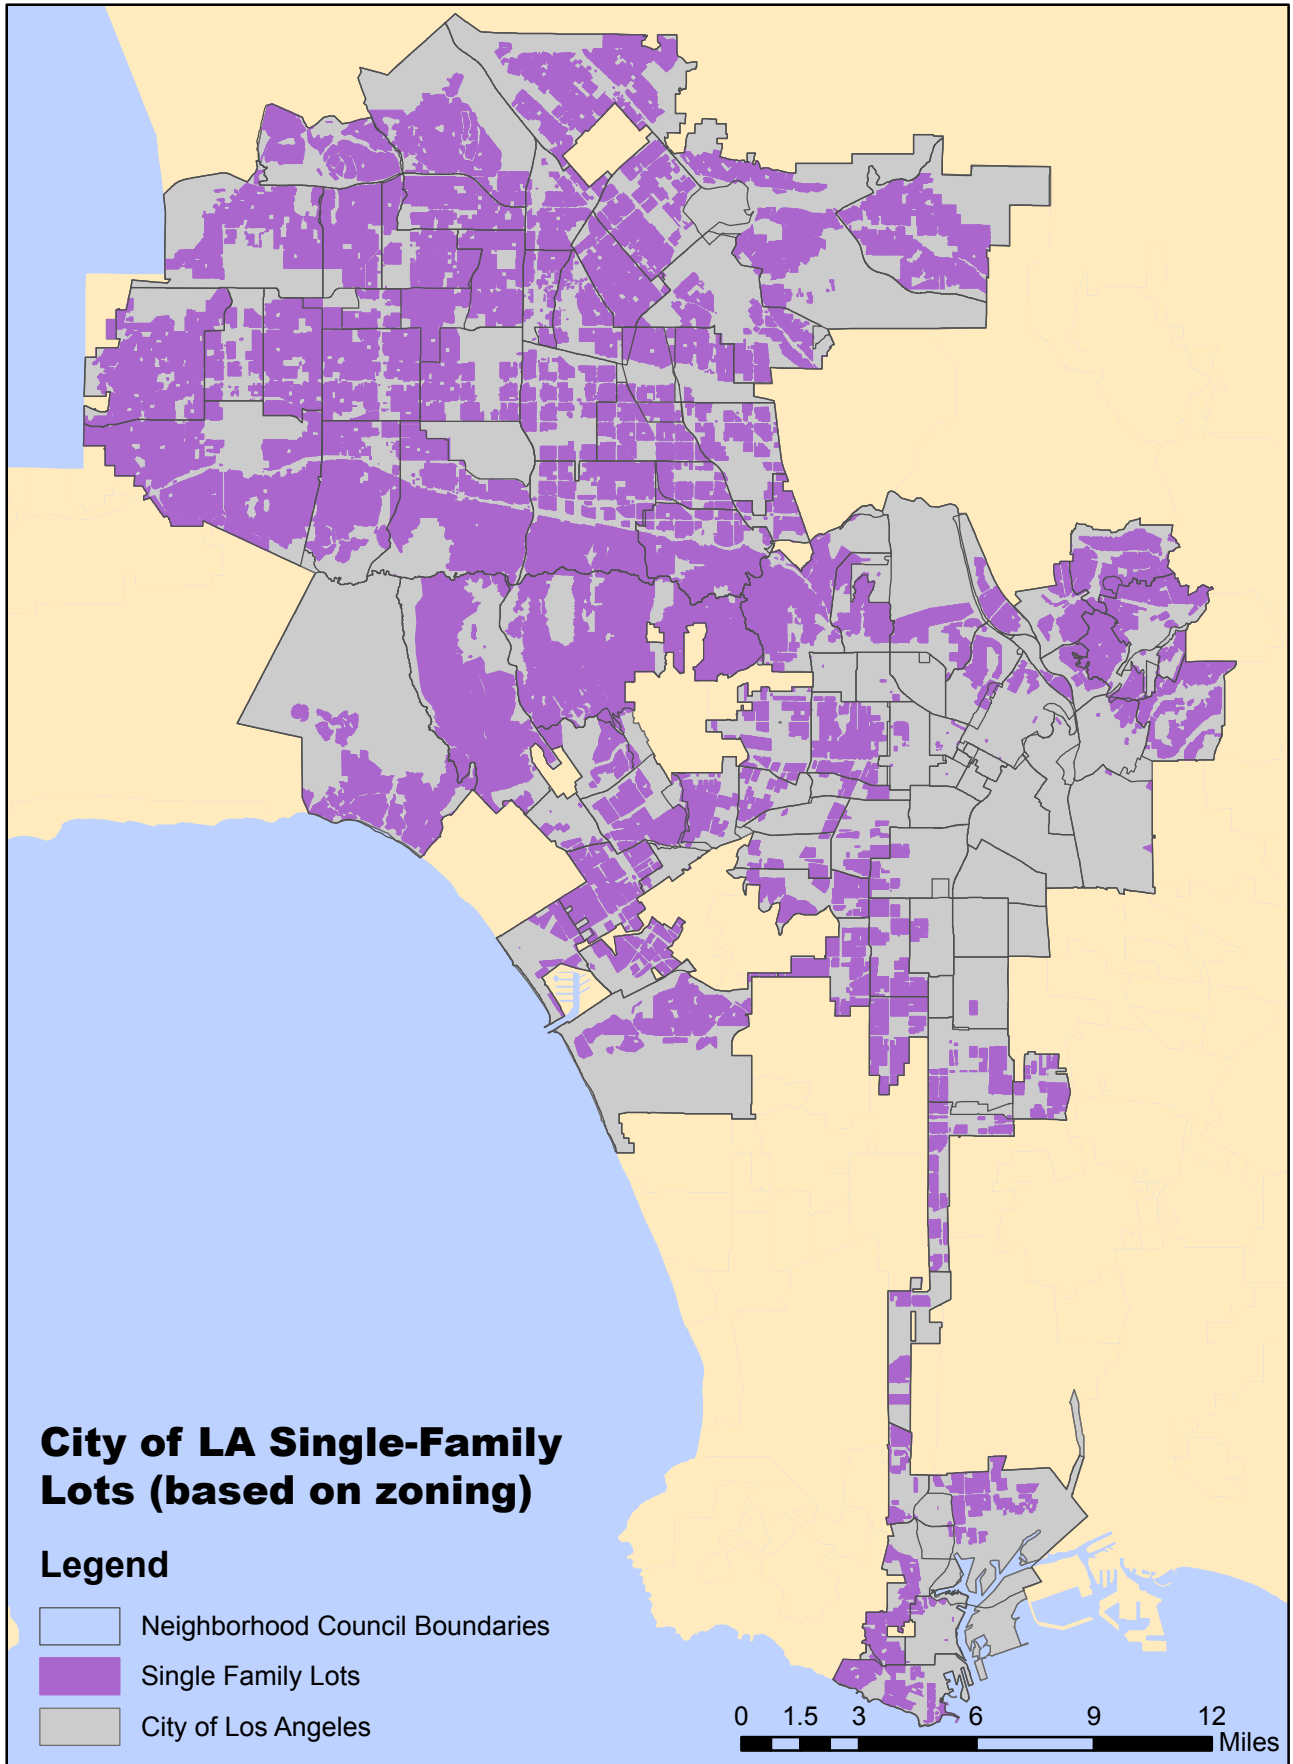 City of LA Single-Family
Lots (based on zoning)
Legend
Neighborhood Council Boundaries
Single Family Lots
City of Los Angeles
0 1.5 3 6 9 12
Miles